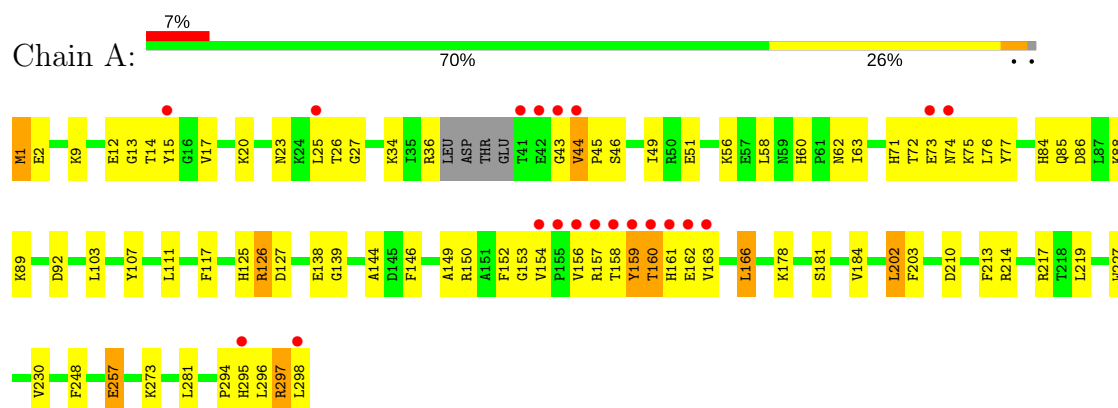 7%
Chain A:
70% 26% • •
M1 E2 K9 E12 G13 T14 Y15 G16 V17 K20 N23 K24 L25 T26 G27 K34 I35 R36 LEU ASP THR GLU T41 E42 G43 V44 P45 S46 I49 R50 E51 K56 E57 L58 N59 H60 P61 N62 I63 H71 T72 E73 N74 K75 L76 Y77 H84 Q85 D86 L87 K88
K89 D92 L103 Y107 L111 F117 H125 R126 D127 E138 G139 A144 D145 F146 A149 R150 A151 F152 G153 V154 P155 V156 R157 T158 Y159 T160 H161 E162 V163 L166 K178 S181 V184 L202 F203 D210 F213 R214 R217 T218 L219 W227
V230 F248 E257 K273 L281 P294 H295 L296 R297 L298